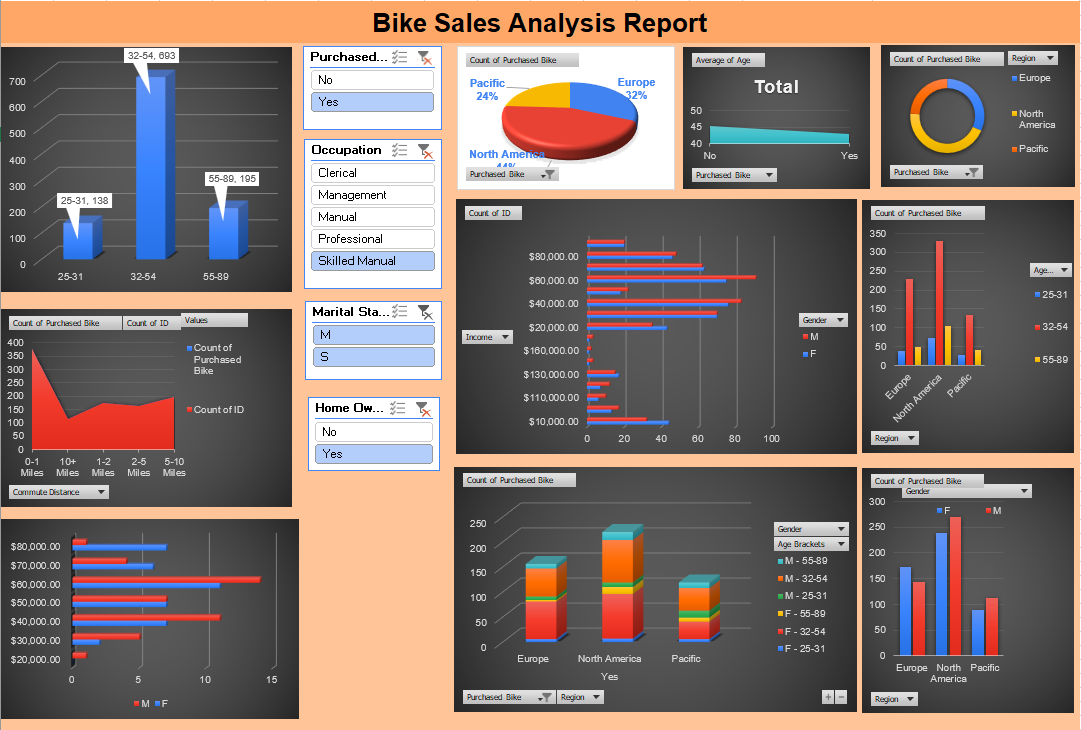 Bike Sales Analysis Report
32-54, 693
25-31, 138
55-89, 195
700
600
500
400
300
200
100
0
25-31
32-54
55-89
Purchased...
No
Yes
Occupation
Clerical
Management
Manual
Professional
Skilled Manual
Marital Sta...
M
S
Home Ow...
No
Yes
Count of Purchased Bike
Pacific
24%
Europe
32%
North America
44%
Purchased Bike
Average of Age
Total
50
45
40
No
Yes
Purchased Bike
Count of Purchased Bike
Region
Europe
North
America
Pacific
Purchased Bike
Count of Purchased Bike
Count of ID
Values
400
350
300
250
200
150
100
50
0
0-1
Miles
10+
Miles
1-2
Miles
2-5
Miles
5-10
Miles
Count of
Purchased
Bike
Count of ID
Commute Distance
Count of ID
$80,000.00
$60,000.00
$40,000.00
$20,000.00
$160,000.00
$130,000.00
$110,000.00
$10,000.00
0
20
40
60
80
100
Income
Gender
M
F
Count of Purchased Bike
350
300
250
200
150
100
50
0
Europe
North America
Pacific
Age...
25-31
32-54
55-89
Region
$80,000.00
$70,000.00
$60,000.00
$50,000.00
$40,000.00
$30,000.00
$20,000.00
0
5
10
15
M
F
Count of Purchased Bike
250
200
150
100
50
0
Europe
North America
Pacific
Yes
Gender
Age Brackets
M - 55-89
M - 32-54
M - 25-31
F - 55-89
F - 32-54
F - 25-31
Purchased Bike
Region
Count of Purchased Bike
Gender
F
M
300
250
200
150
100
50
0
Europe
North
America
Pacific
Region